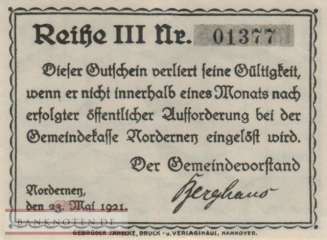 Reihe III Nr. 01377
Dieser Gutschein verliert seine Gültigkeit,
wenn er nicht innerhalb eines Monats nach
erfolgter öffentlicher Aufforderung bei der
Gemeindekasse Norderney eingelöst wird.
Der Gemeindevorstand
Norderney,
den 23. Mai 1921.
Berghaus
BANKNOTEN.DE
GEBRÜDER JÄNECKE, DRUCK- u. VERLAGSHAUS, HANNOVER.